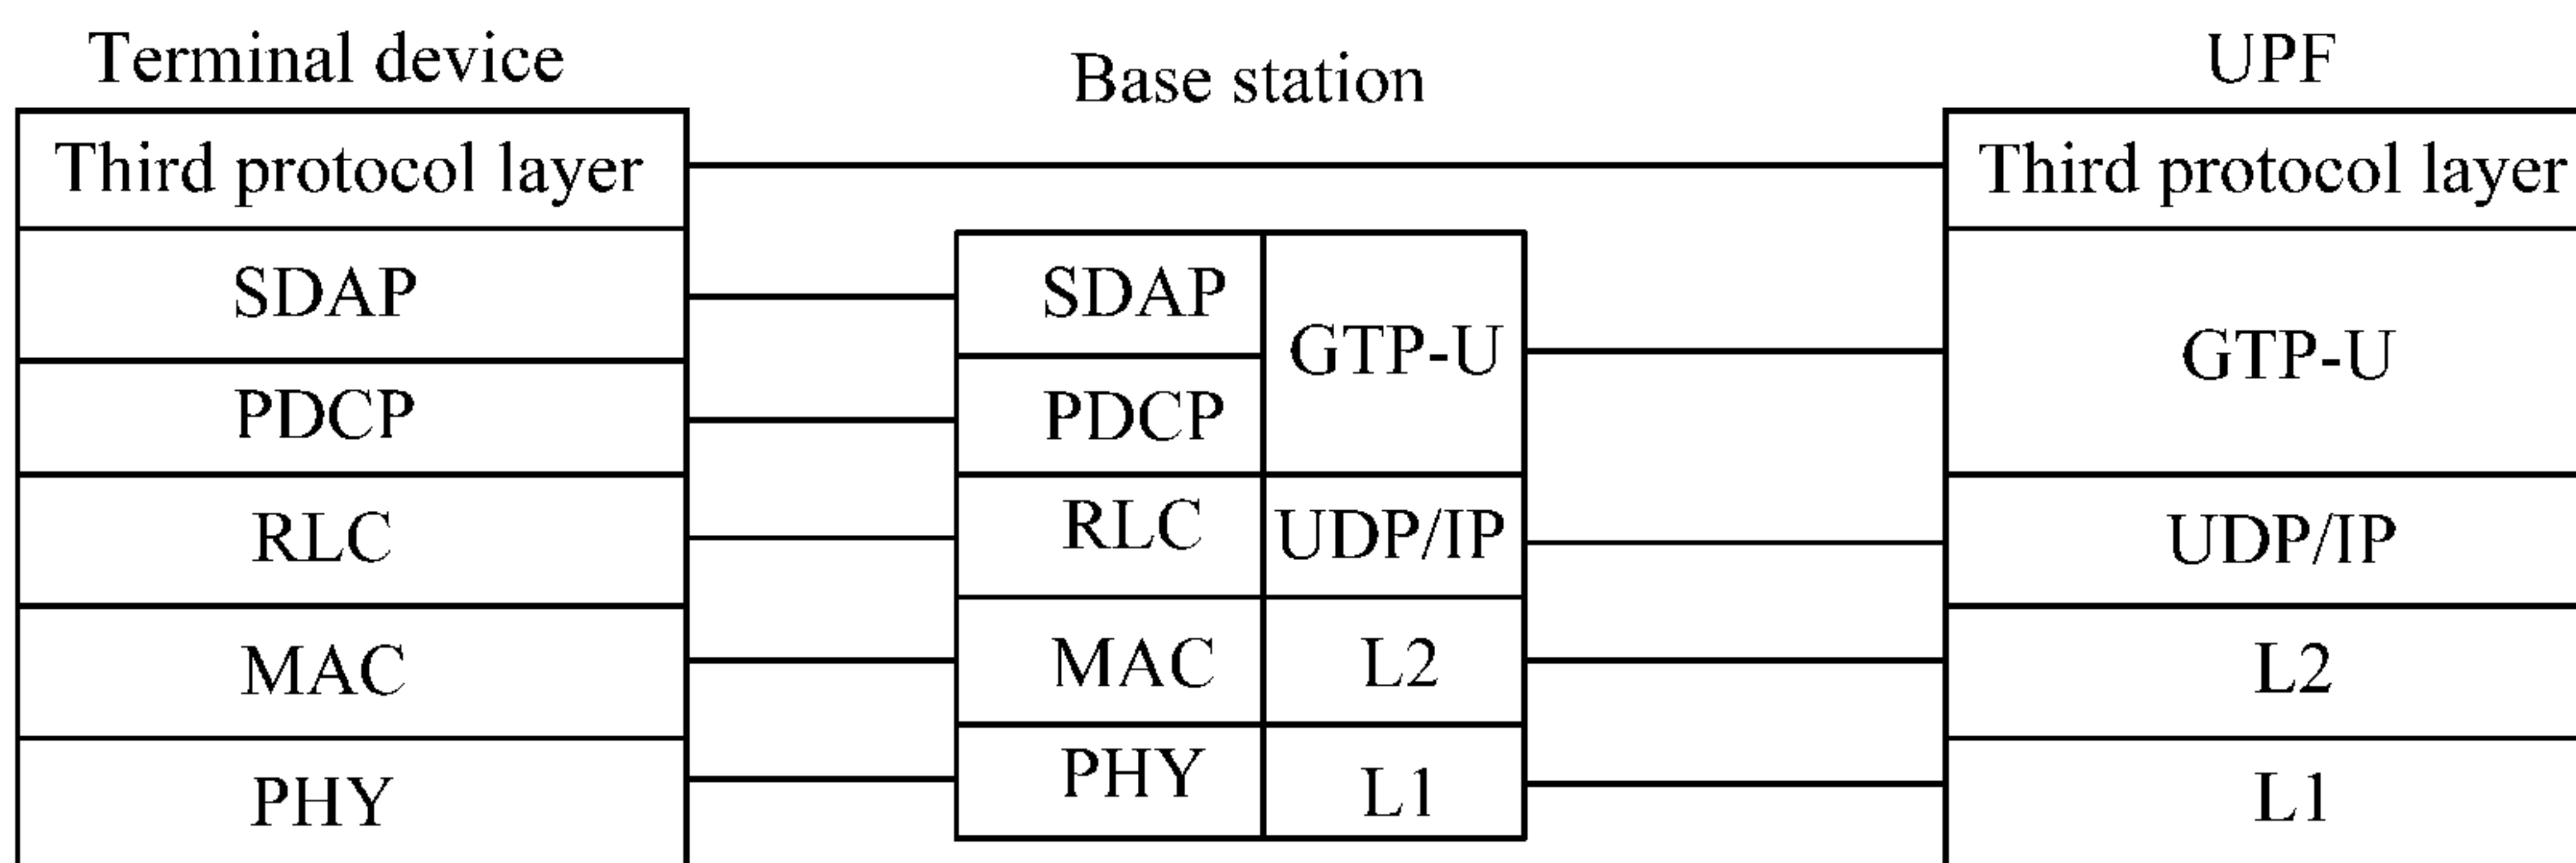 Terminal device
Base station
UPF
Third protocol layer
Third protocol layer
SDAP
SDAP
GTP-U
GTP-U
PDCP
PDCP
RLC
RLC
UDP/IP
UDP/IP
MAC
MAC
L2
L2
PHY
PHY
L1
L1